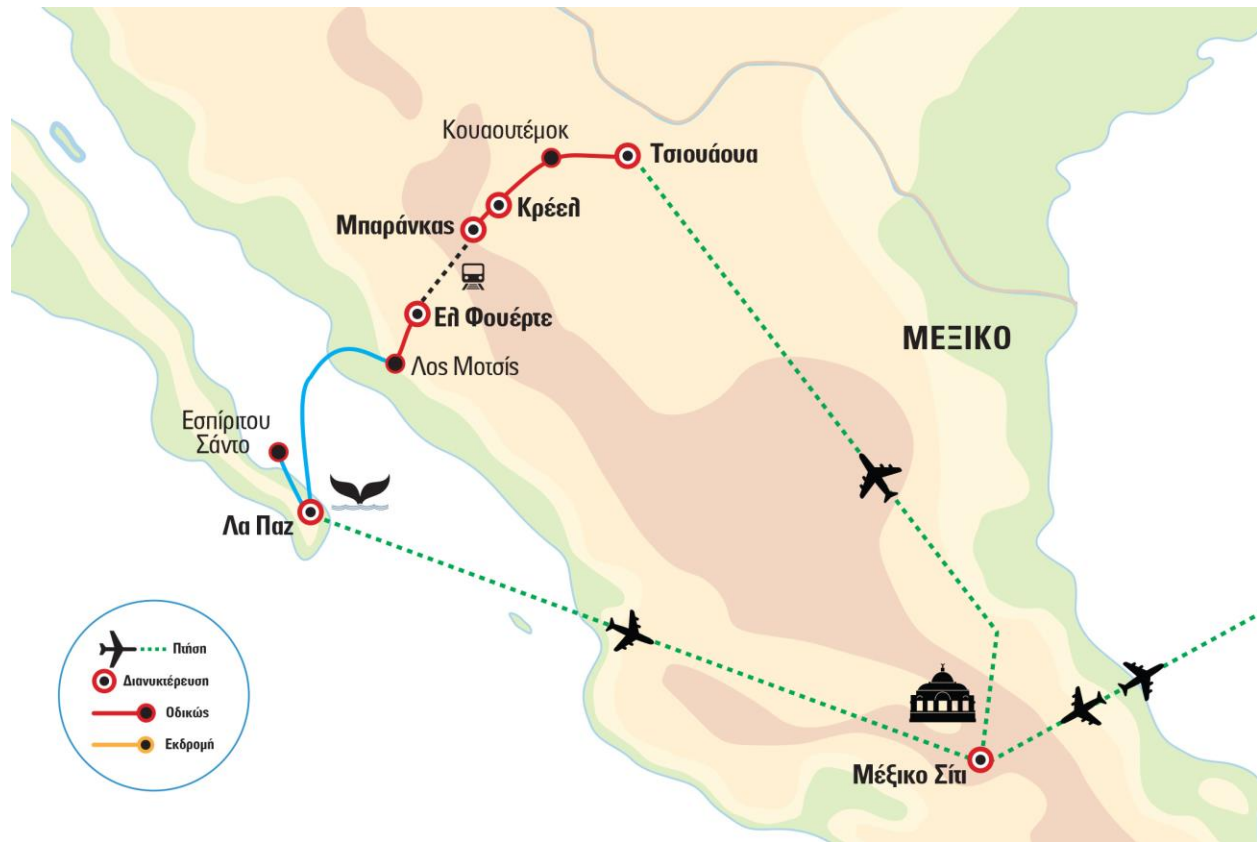 Κουαουτέμοκ
Τσιουάουα
Κρέελ
Μπαράνκας
Ελ Φουέρτε
ΜΕΞΙΚΟ
Λος Μοτσίς
Εσπίριτου
Σάντο
Λα Παζ
Πτήση
Διανυκτέρευση
Οδικώς
Εκδρομή
Μέξικο Σίτι